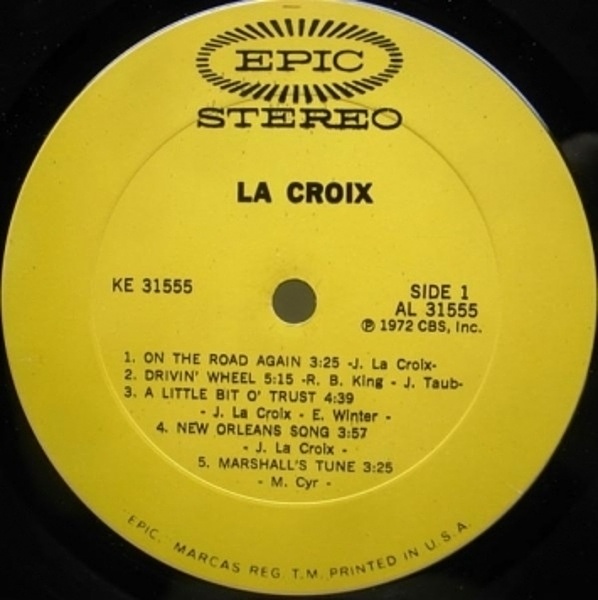 EPIC
STEREO
LA CROIX
KE 31555
SIDE 1
AL 31555
Ⓟ 1972 CBS, Inc.
1. ON THE ROAD AGAIN 3:25 -J. La Croix-
2. DRIVIN' WHEEL 5:15 -R. B. King - J. Taub-
3. A LITTLE BIT O' TRUST 4:39
- J. La Croix - E. Winter -
4. NEW ORLEANS SONG 3:57
- J. La Croix -
5. MARSHALL'S TUNE 3:25
- M. Cyr -
"EPIC," MARCAS REG. T.M. PRINTED IN U.S.A.